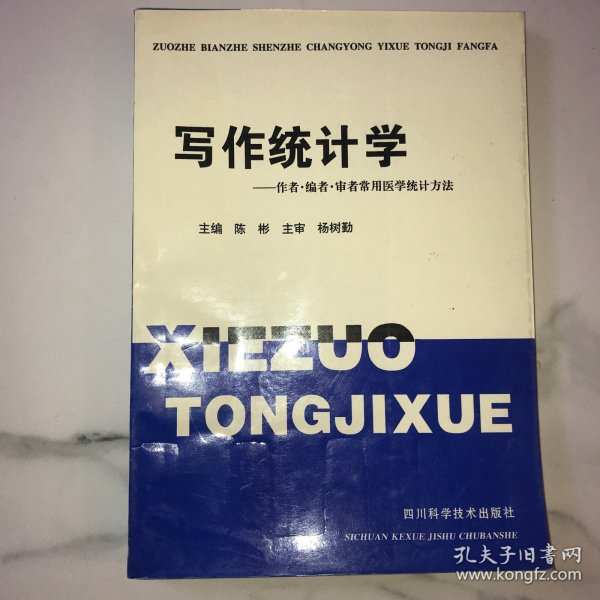 ZUOZHE BIANZHE SHENZHE CHANGYONG YIXUE TONGJI FANGFA
写作统计学
——作者·编者·审者常用医学统计方法
主编 陈 彬 主审 杨树勤
XIEZUO
TONGJIXUE
四川科学技术出版社
SICHUAN KEXUE JISHU CHUBANSHE
孔夫子旧书网
www.kongfz.com